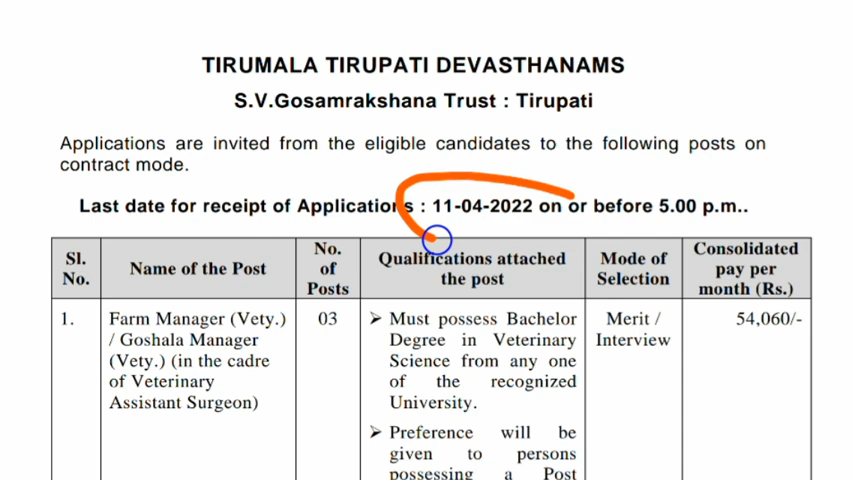 TIRUMALA TIRUPATI DEVASTHANAMS
S.V.Gosamrakshana Trust : Tirupati
Applications are invited from the eligible candidates to the following posts on
contract mode.
Last date for receipt of Applications : 11-04-2022 on or before 5.00 p.m..
Sl. No.
Name of the Post
No. of Posts
Qualifications attached the post
Mode of Selection
Consolidated pay per month (Rs.)
1.
Farm Manager (Vety.)
/ Goshala Manager
(Vety.) (in the cadre
of Veterinary
Assistant Surgeon)
03
➢ Must possess Bachelor
Degree in Veterinary
Science from any one
of the recognized
University.
➢ Preference will be
given to persons
possessing a Post
Merit /
Interview
54,060/-